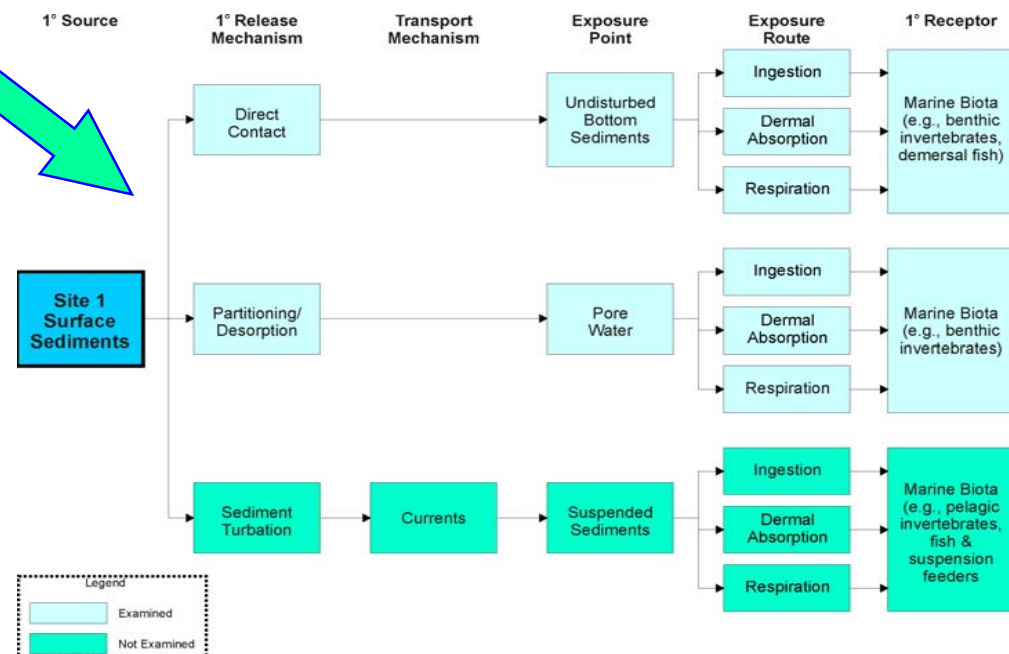 1° Source
1° Release
Mechanism
Transport
Mechanism
Exposure
Point
Exposure
Route
1° Receptor
Direct
Contact
Undisturbed
Bottom
Sediments
Ingestion
Dermal
Absorption
Respiration
Marine Biota
(e.g., benthic
invertebrates,
demersal fish)
Site 1
Surface
Sediments
Partitioning/
Desorption
Pore
Water
Ingestion
Dermal
Absorption
Respiration
Marine Biota
(e.g., benthic
invertebrates)
Sediment
Turbation
Currents
Suspended
Sediments
Ingestion
Dermal
Absorption
Respiration
Marine Biota
(e.g., pelagic
invertebrates,
fish &
suspension
feeders
Legend
Examined
Not Examined